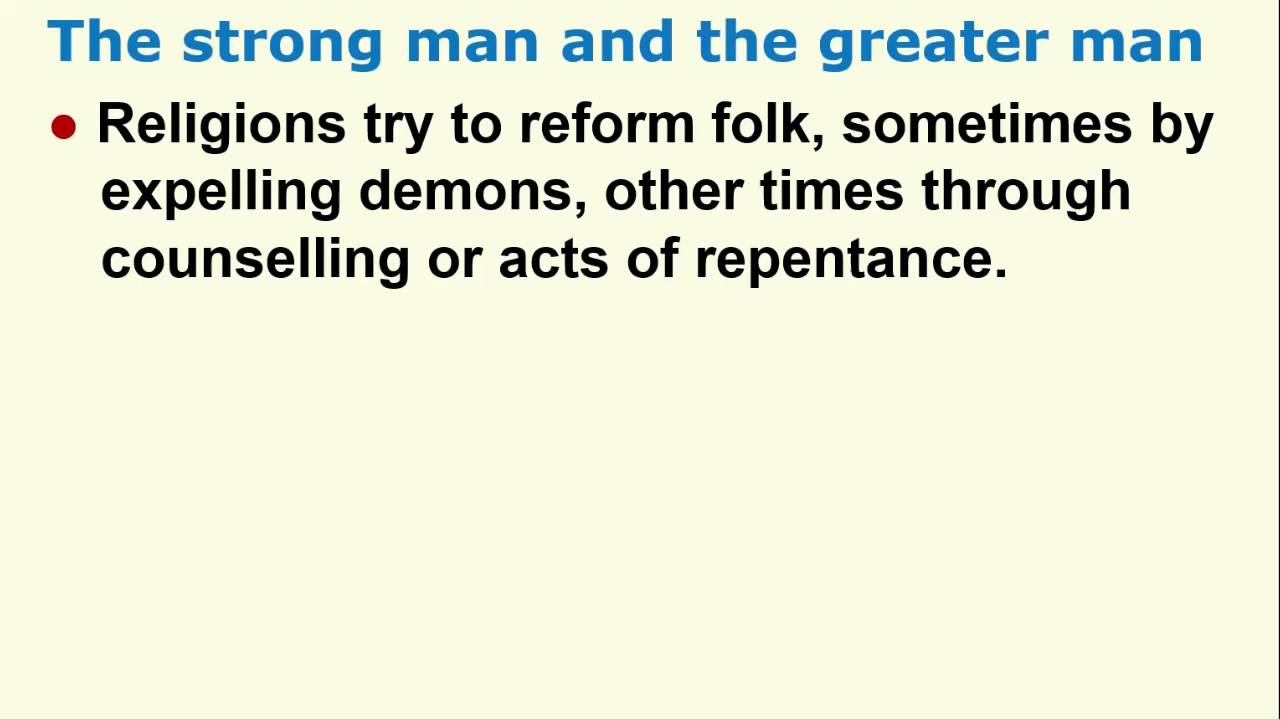 The strong man and the greater man
● Religions try to reform folk, sometimes by
expelling demons, other times through
counselling or acts of repentance.